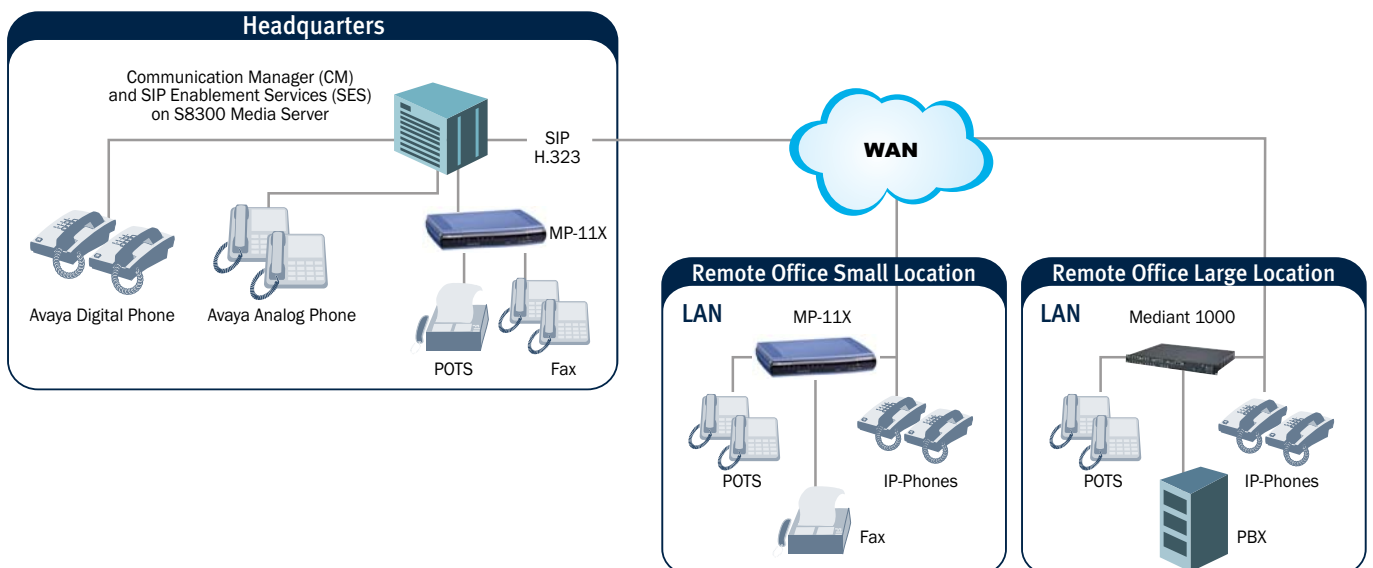 Headquarters
Communication Manager (CM)
and SIP Enablement Services (SES)
on S8300 Media Server
SIP
H.323
WAN
MP-11X
Avaya Digital Phone
Avaya Analog Phone
POTS
Fax
Remote Office Small Location
LAN
MP-11X
POTS
IP-Phones
Fax
Remote Office Large Location
LAN
Mediant 1000
POTS
IP-Phones
PBX